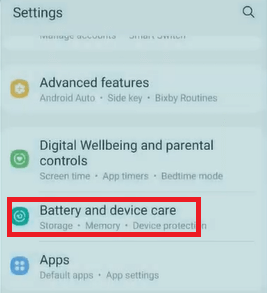 Settings
Manage accounts • Smart Switch
Advanced features
Android Auto • Side key • Bixby Routines
Digital Wellbeing and parental
controls
Screen time • App timers • Bedtime mode
Battery and device care
Storage • Memory • Device protection
Apps
Default apps • App settings